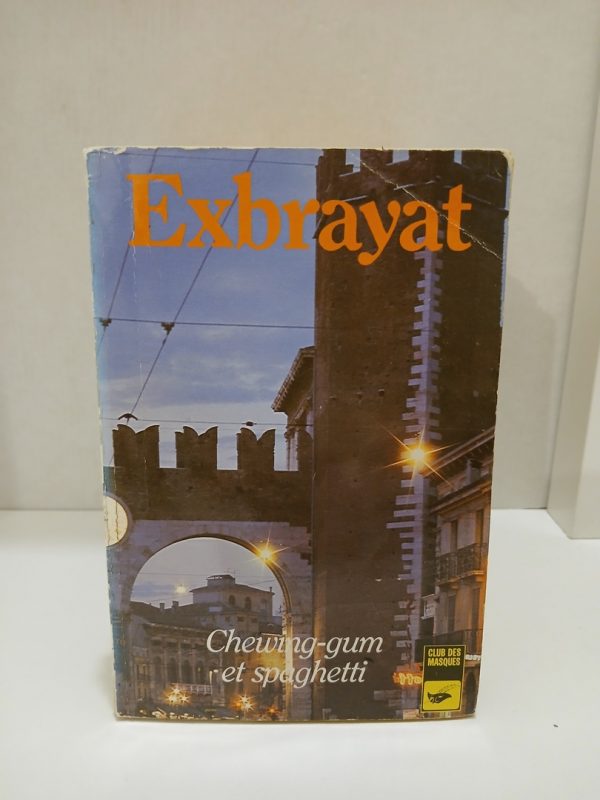 Exbrayat
Chewing-gum
et spaghetti
CLUB DES
MASQUES